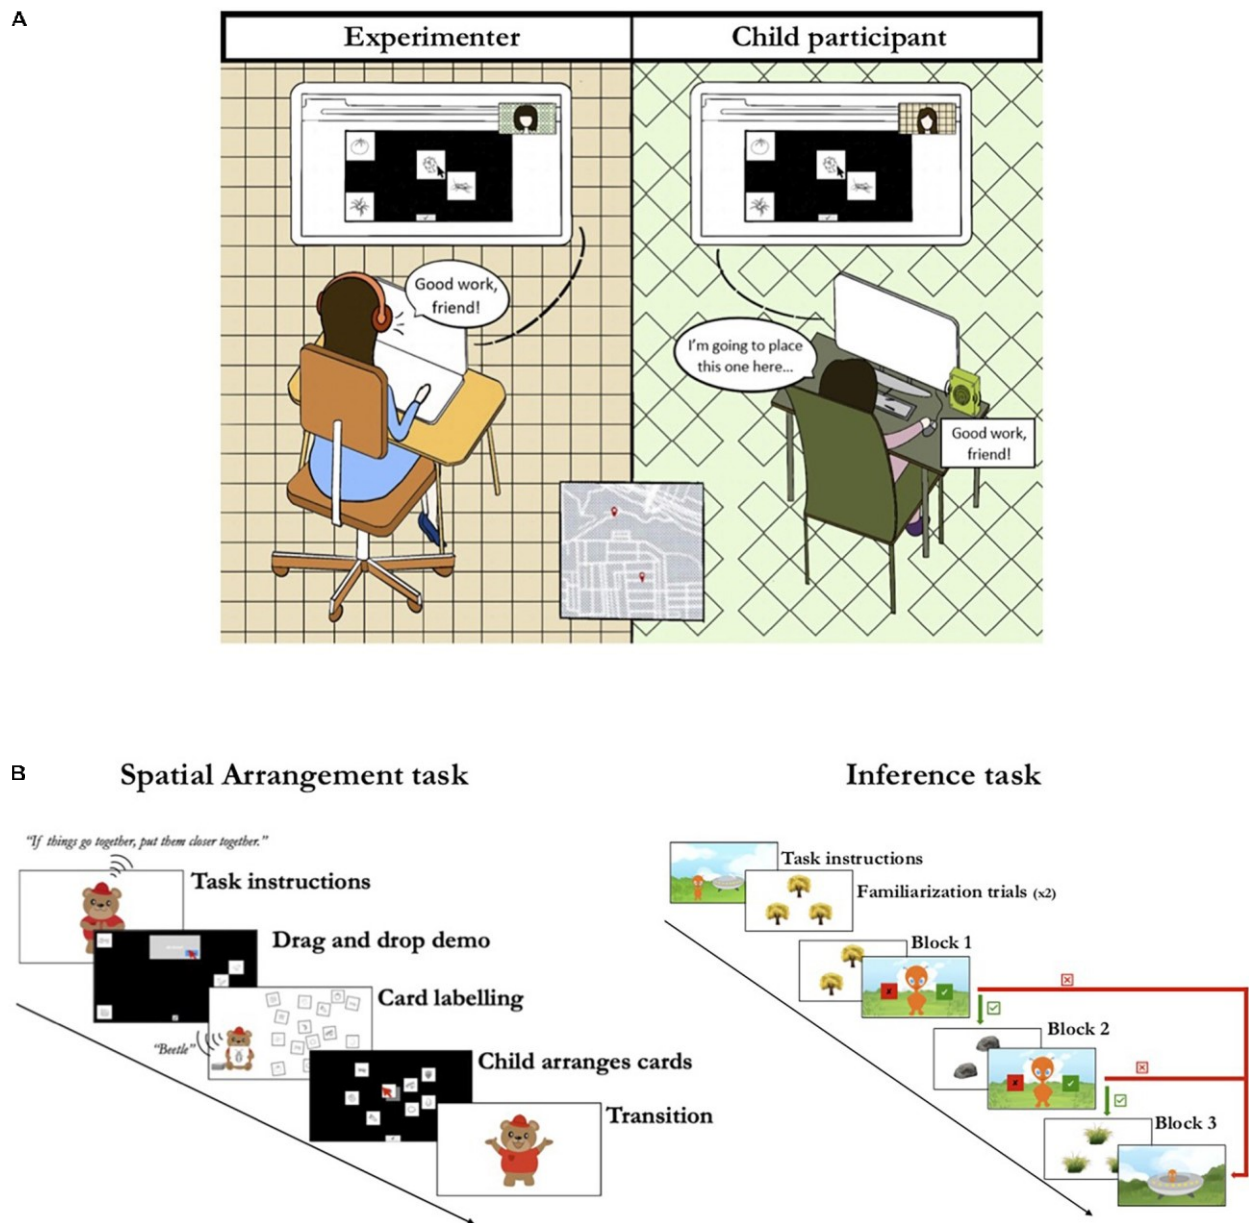 A
Experimenter
Child participant
Good work,
friend!
I'm going to place
this one here...
Good work,
friend!
B
Spatial Arrangement task
Inference task
"If things go together, put them closer together."
Task instructions
Drag and drop demo
Card labelling
"Beetle"
Child arranges cards
Transition
Task instructions
Familiarization trials (x2)
Block 1
Block 2
Block 3